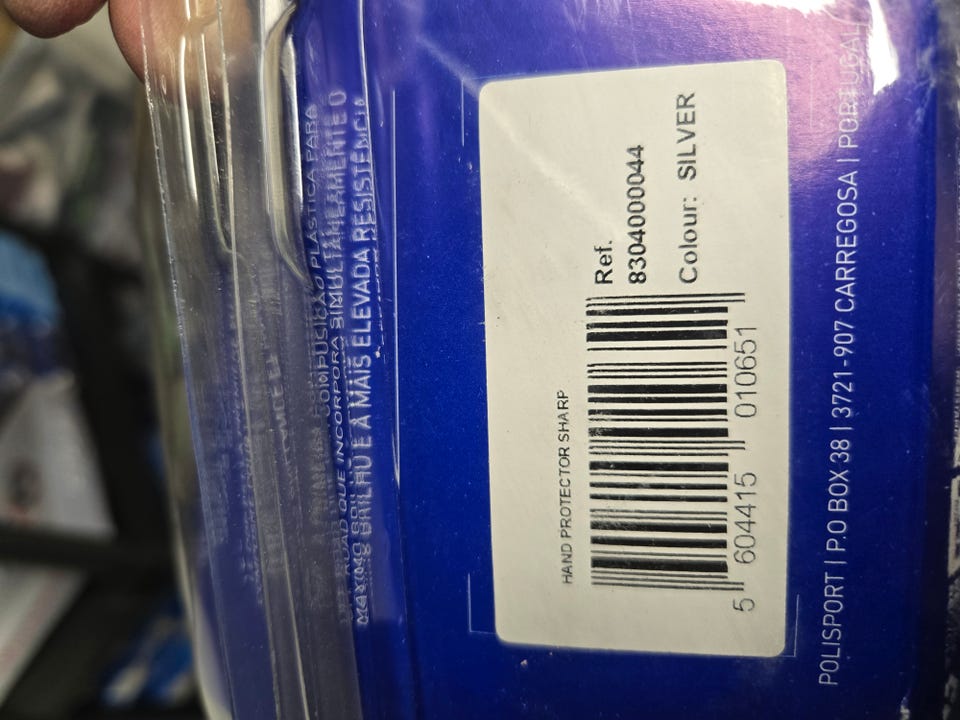 PLÁSTICA PARA
QUE INCORPORA SIMULTANEAMENTE O
BRILHO E A MAIS ELEVADA RESISTÊNCIA
HAND PROTECTOR SHARP
Ref.
8304000044
Colour: SILVER
5 604415 010651
POLISPORT | P.O BOX 38 | 3721-907 CARREGOSA | PORTUGAL